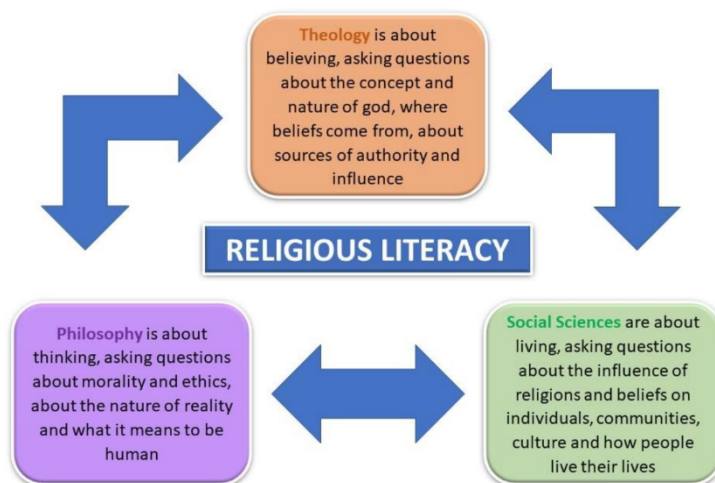 Theology is about
believing, asking questions
about the concept and
nature of god, where
beliefs come from, about
sources of authority and
influence
RELIGIOUS LITERACY
Philosophy is about
thinking, asking questions
about morality and ethics,
about the nature of reality
and what it means to be
human
Social Sciences are about
living, asking questions
about the influence of
religions and beliefs on
individuals, communities,
culture and how people
live their lives